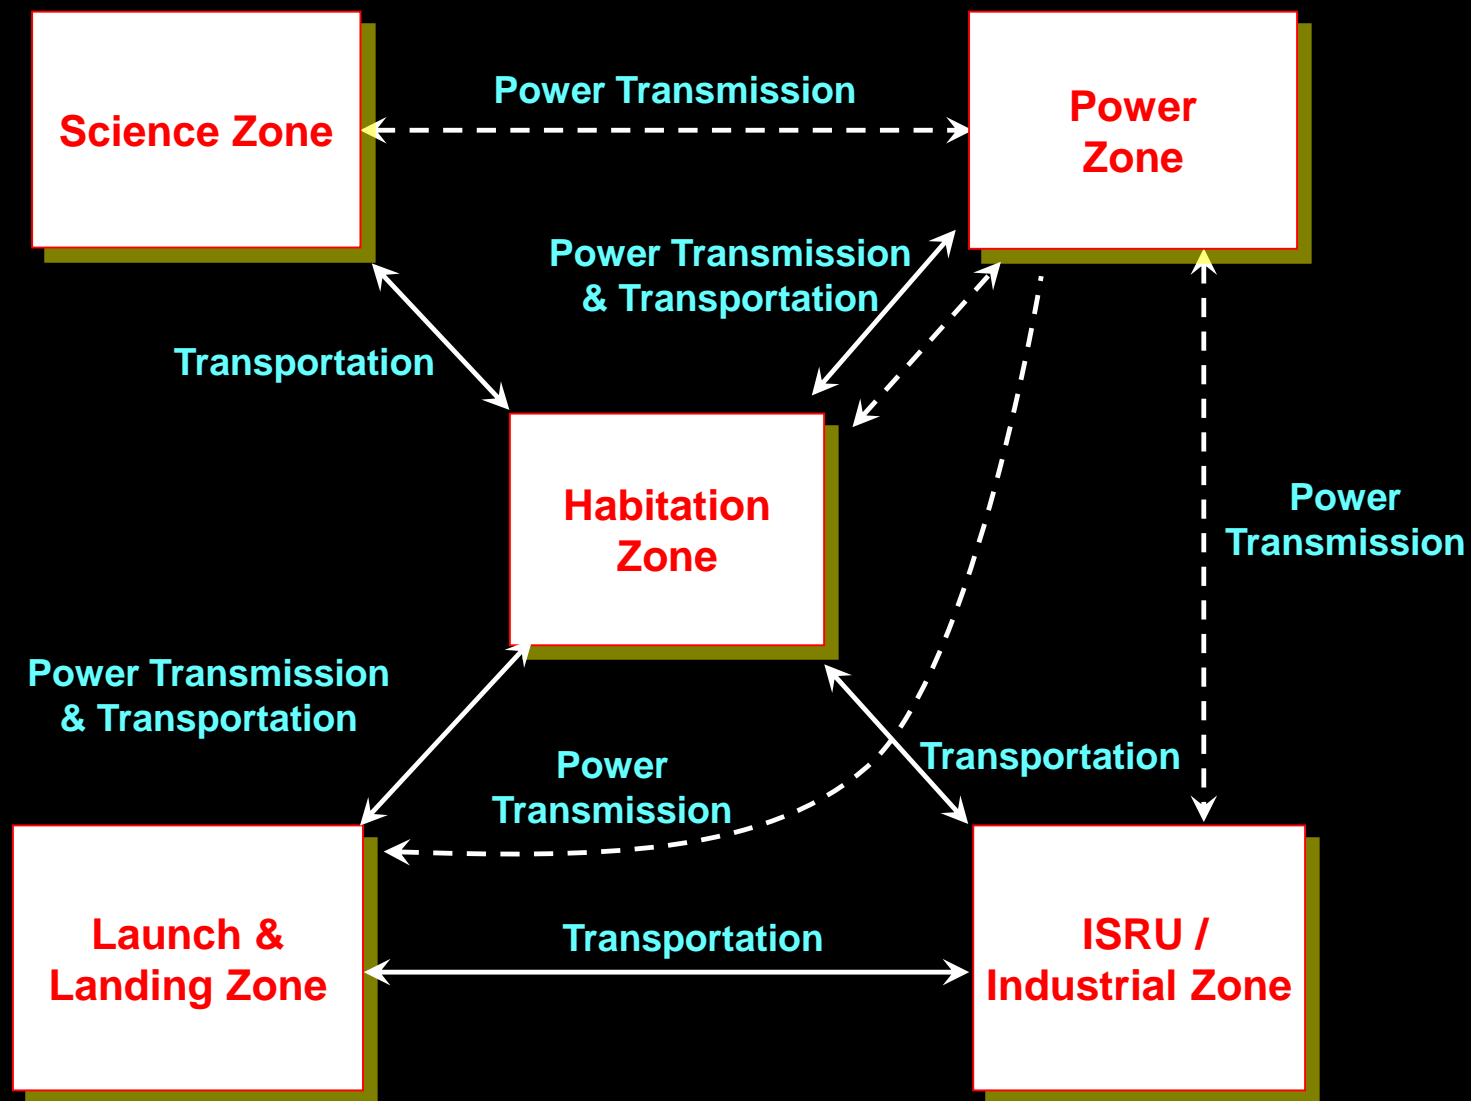 Science Zone
Power Transmission
Power
Zone
Power Transmission
& Transportation
Transportation
Habitation
Zone
Power
Transmission
Power Transmission
& Transportation
Power
Transmission
Transportation
Launch &
Landing Zone
Transportation
ISRU /
Industrial Zone